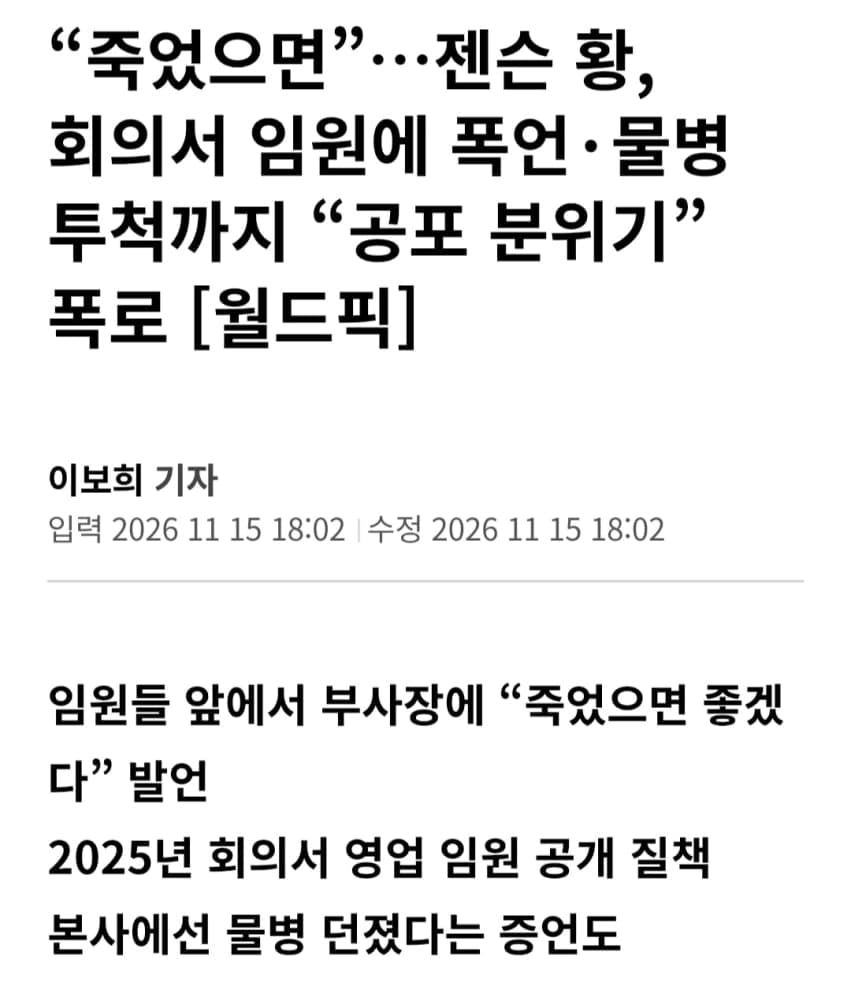 “죽었으면”…젠슨 황,
회의서 임원에 폭언·물병
투척까지 “공포 분위기”
폭로 [월드픽]
이보희 기자
입력 2026 11 15 18:02 | 수정 2026 11 15 18:02
임원들 앞에서 부사장에 “죽었으면 좋겠
다” 발언
2025년 회의서 영업 임원 공개 질책
본사에선 물병 던졌다는 증언도